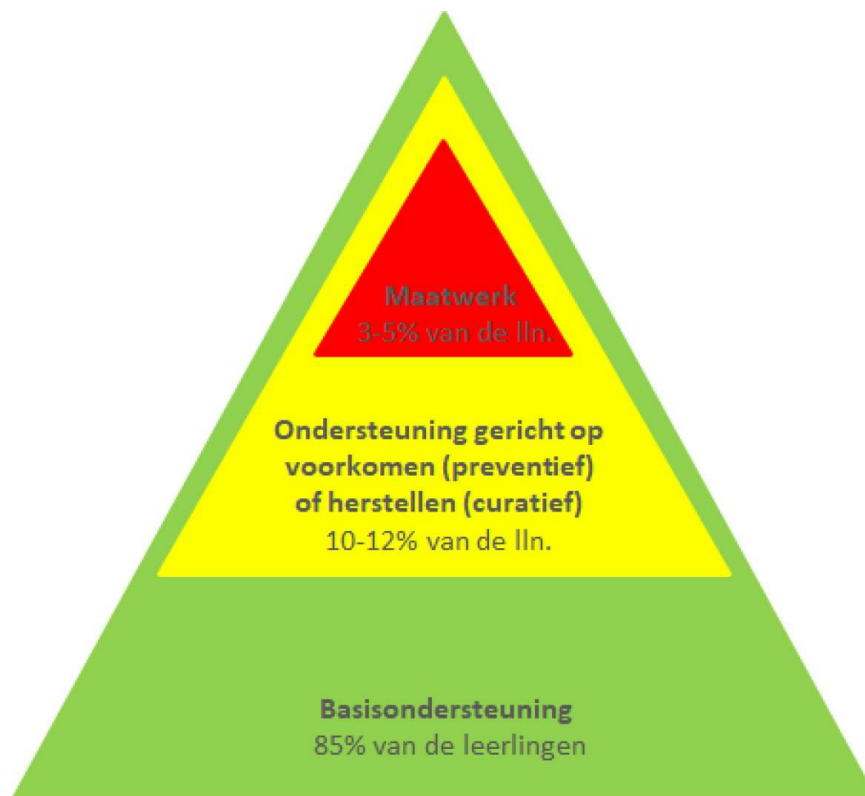 Maatwerk
3-5% van de lln.
Ondersteuning gericht op
voorkomen (preventief)
of herstellen (curatief)
10-12% van de lln.
Basisondersteuning
85% van de leerlingen